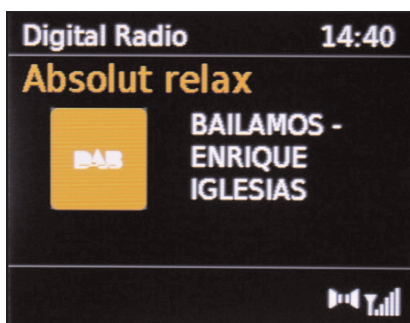 Digital Radio 14:40
Absolut relax
BAILAMOS -
DAB
ENRIQUE
IGLESIAS